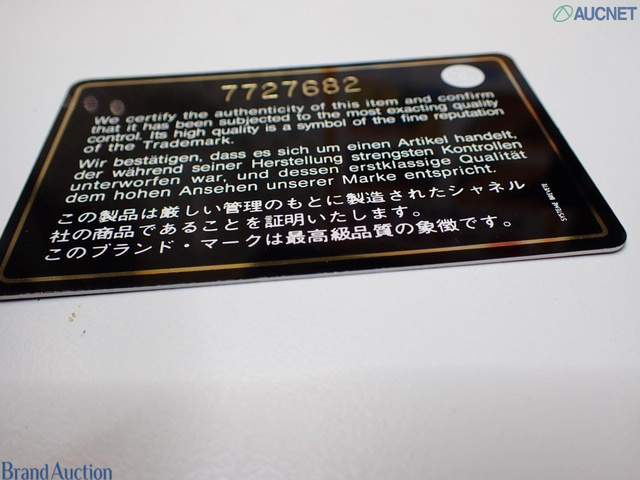 AUCNET
7727682
We certify the authenticity of this item and confirm
that it has been subjected to the most exacting quality
control. Its high quality is a symbol of the fine reputation
of the Trademark.
Wir bestätigen, dass es sich um einen Artikel handelt,
der während seiner Herstellung strengsten Kontrollen
unterworfen war, und dessen erstklassige Qualität
dem hohen Ansehen unserer Marke entspricht.
この製品は厳しい管理のもとに製造されたシャネル
社の商品であることを証明いたします。
このブランド・マークは最高級品質の象徴です。
Brand Auction